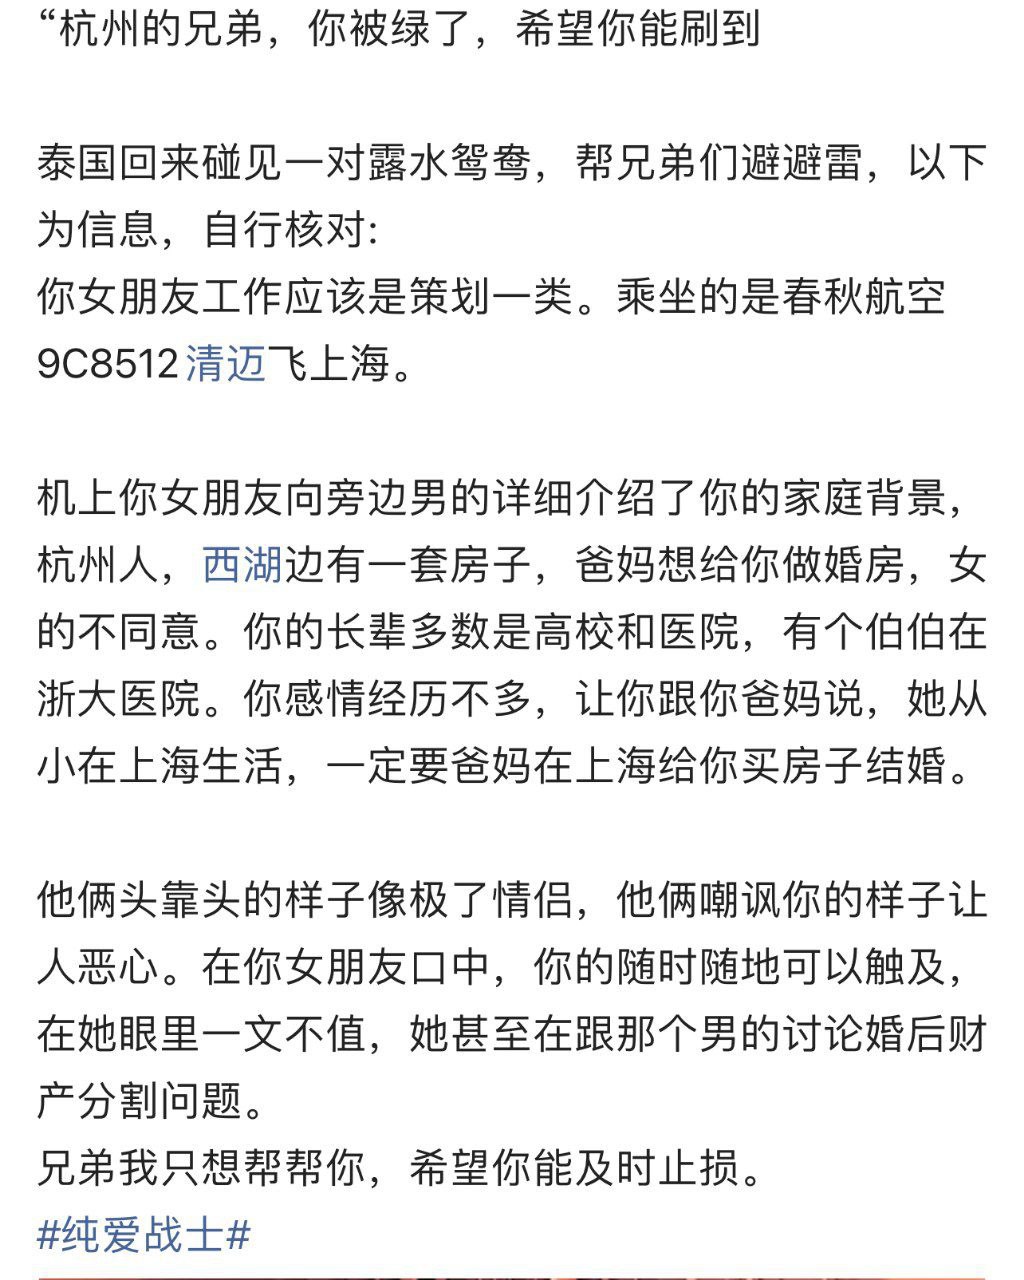 “杭州的兄弟，你被绿了，希望你能刷到
泰国回来碰见一对露水鸳鸯，帮兄弟们避避雷，以下
为信息，自行核对:
你女朋友工作应该是策划一类。乘坐的是春秋航空
9C8512清迈飞上海。
机上你女朋友向旁边男的详细介绍了你的家庭背景，
杭州人，西湖边有一套房子，爸妈想给你做婚房，女
的不同意。你的长辈多数是高校和医院，有个伯伯在
浙大医院。你感情经历不多，让你跟你爸妈说，她从
小在上海生活，一定要爸妈在上海给你买房子结婚。
他俩头靠头的样子像极了情侣，他俩嘲讽你的样子让
人恶心。在你女朋友口中，你的随时随地可以触及，
在她眼里一文不值，她甚至在跟那个男的讨论婚后财
产分割问题。
兄弟我只想帮帮你，希望你能及时止损。
#纯爱战士#